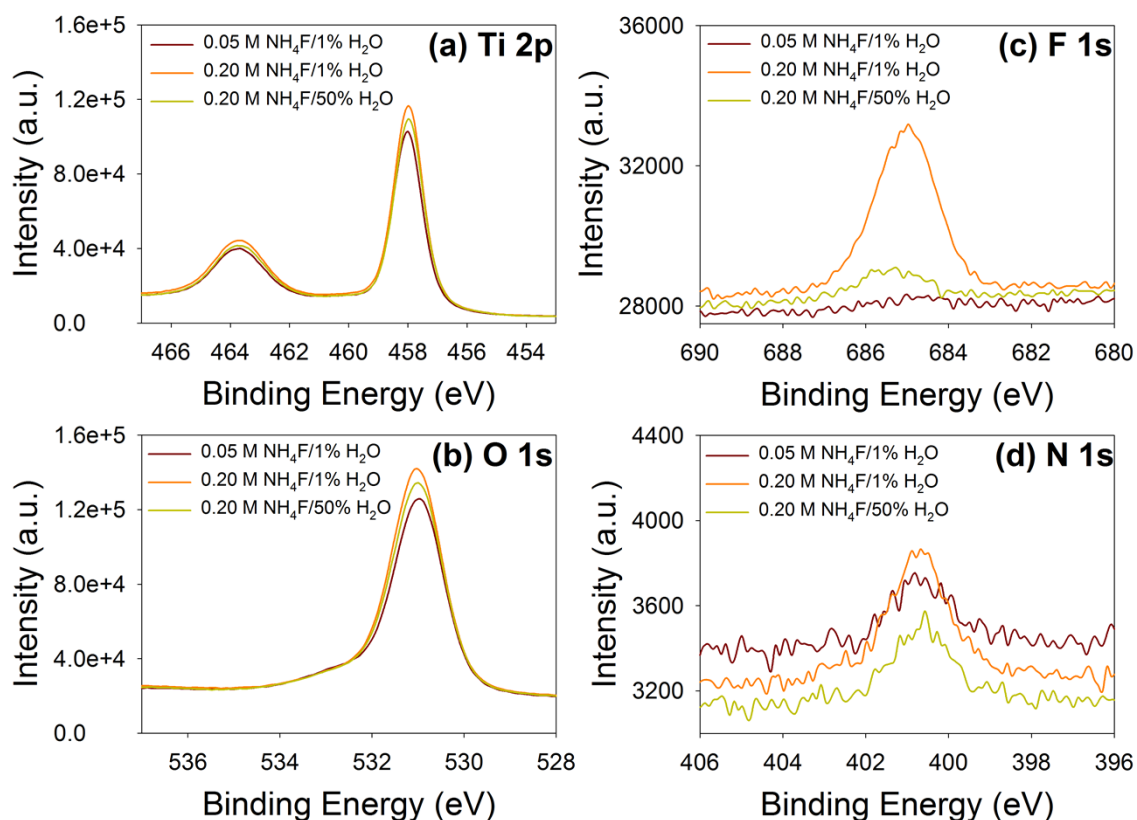 (a) Ti 2p
0.05 M NH₄F/1% H₂O
0.20 M NH₄F/1% H₂O
0.20 M NH₄F/50% H₂O
Intensity (a.u.)
1.6e+5
1.2e+5
8.0e+4
4.0e+4
0.0
466 464 462 460 458 456 454
Binding Energy (eV)
(c) F 1s
0.05 M NH₄F/1% H₂O
0.20 M NH₄F/1% H₂O
0.20 M NH₄F/50% H₂O
Intensity (a.u.)
36000
32000
28000
690 688 686 684 682 680
Binding Energy (eV)
(b) O 1s
0.05 M NH₄F/1% H₂O
0.20 M NH₄F/1% H₂O
0.20 M NH₄F/50% H₂O
Intensity (a.u.)
1.6e+5
1.2e+5
8.0e+4
4.0e+4
0.0
536 534 532 531 530 528
Binding Energy (eV)
(d) N 1s
0.05 M NH₄F/1% H₂O
0.20 M NH₄F/1% H₂O
0.20 M NH₄F/50% H₂O
Intensity (a.u.)
4400
4000
3600
3200
406 404 402 400 398 396
Binding Energy (eV)